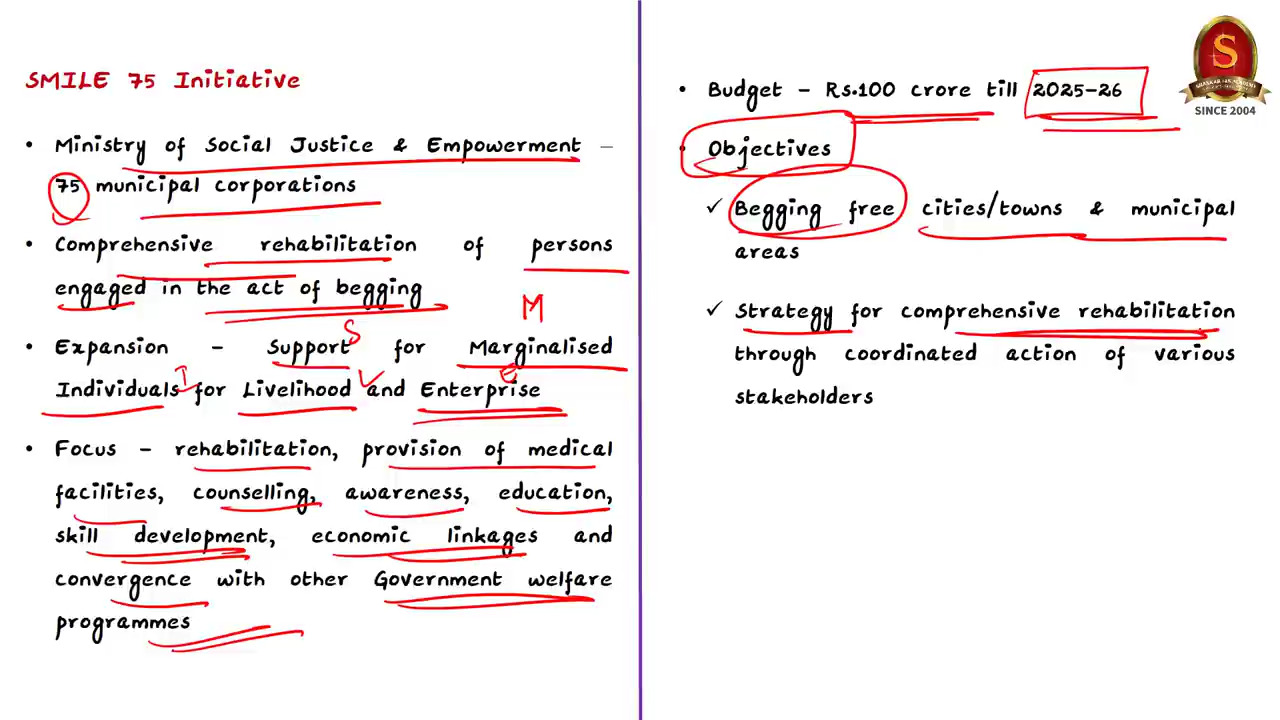 SMILE 75 Initiative
• Ministry of Social Justice & Empowerment –
75 municipal corporations
• Comprehensive rehabilitation of persons
engaged in the act of begging
M
S
• Expansion – Support for Marginalised
I E
Individuals for Livelihood and Enterprise
• Focus – rehabilitation, provision of medical
facilities, counselling, awareness, education,
skill development, economic linkages and
convergence with other Government welfare
programmes
• Budget – Rs.100 crore till 2025-26
• Objectives
✓ Begging free cities/towns & municipal
areas
✓ Strategy for comprehensive rehabilitation
through coordinated action of various
stakeholders
S
SINCE 2004